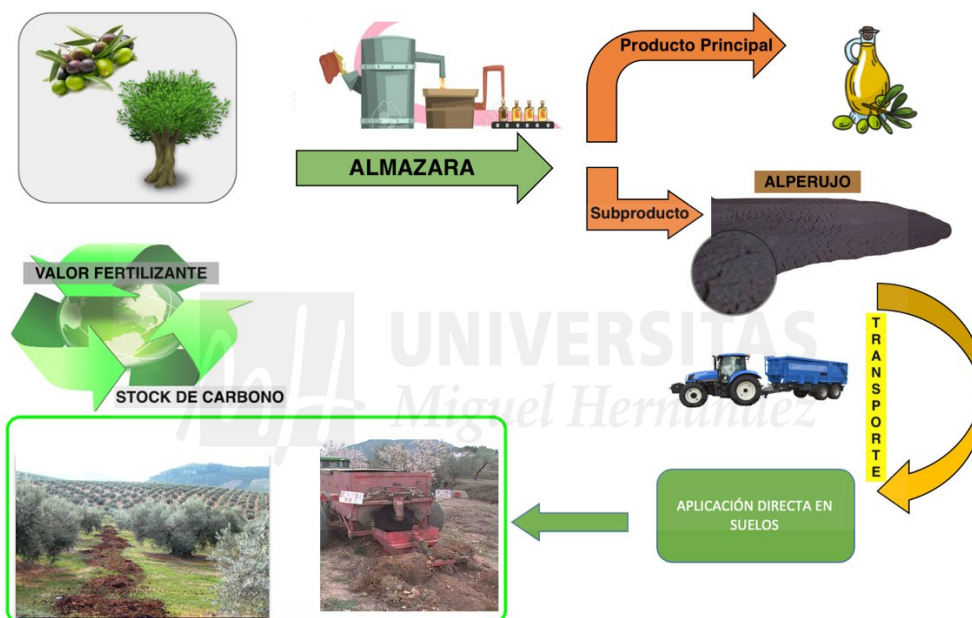 Producto Principal
ALMAZARA
ALPERUJO
Subproducto
VALOR FERTILIZANTE
TRANSPORTE
STOCK DE CARBONO
UNIVERSITAS
Miguel Hernández
APLICACIÓN DIRECTA EN
SUELOS